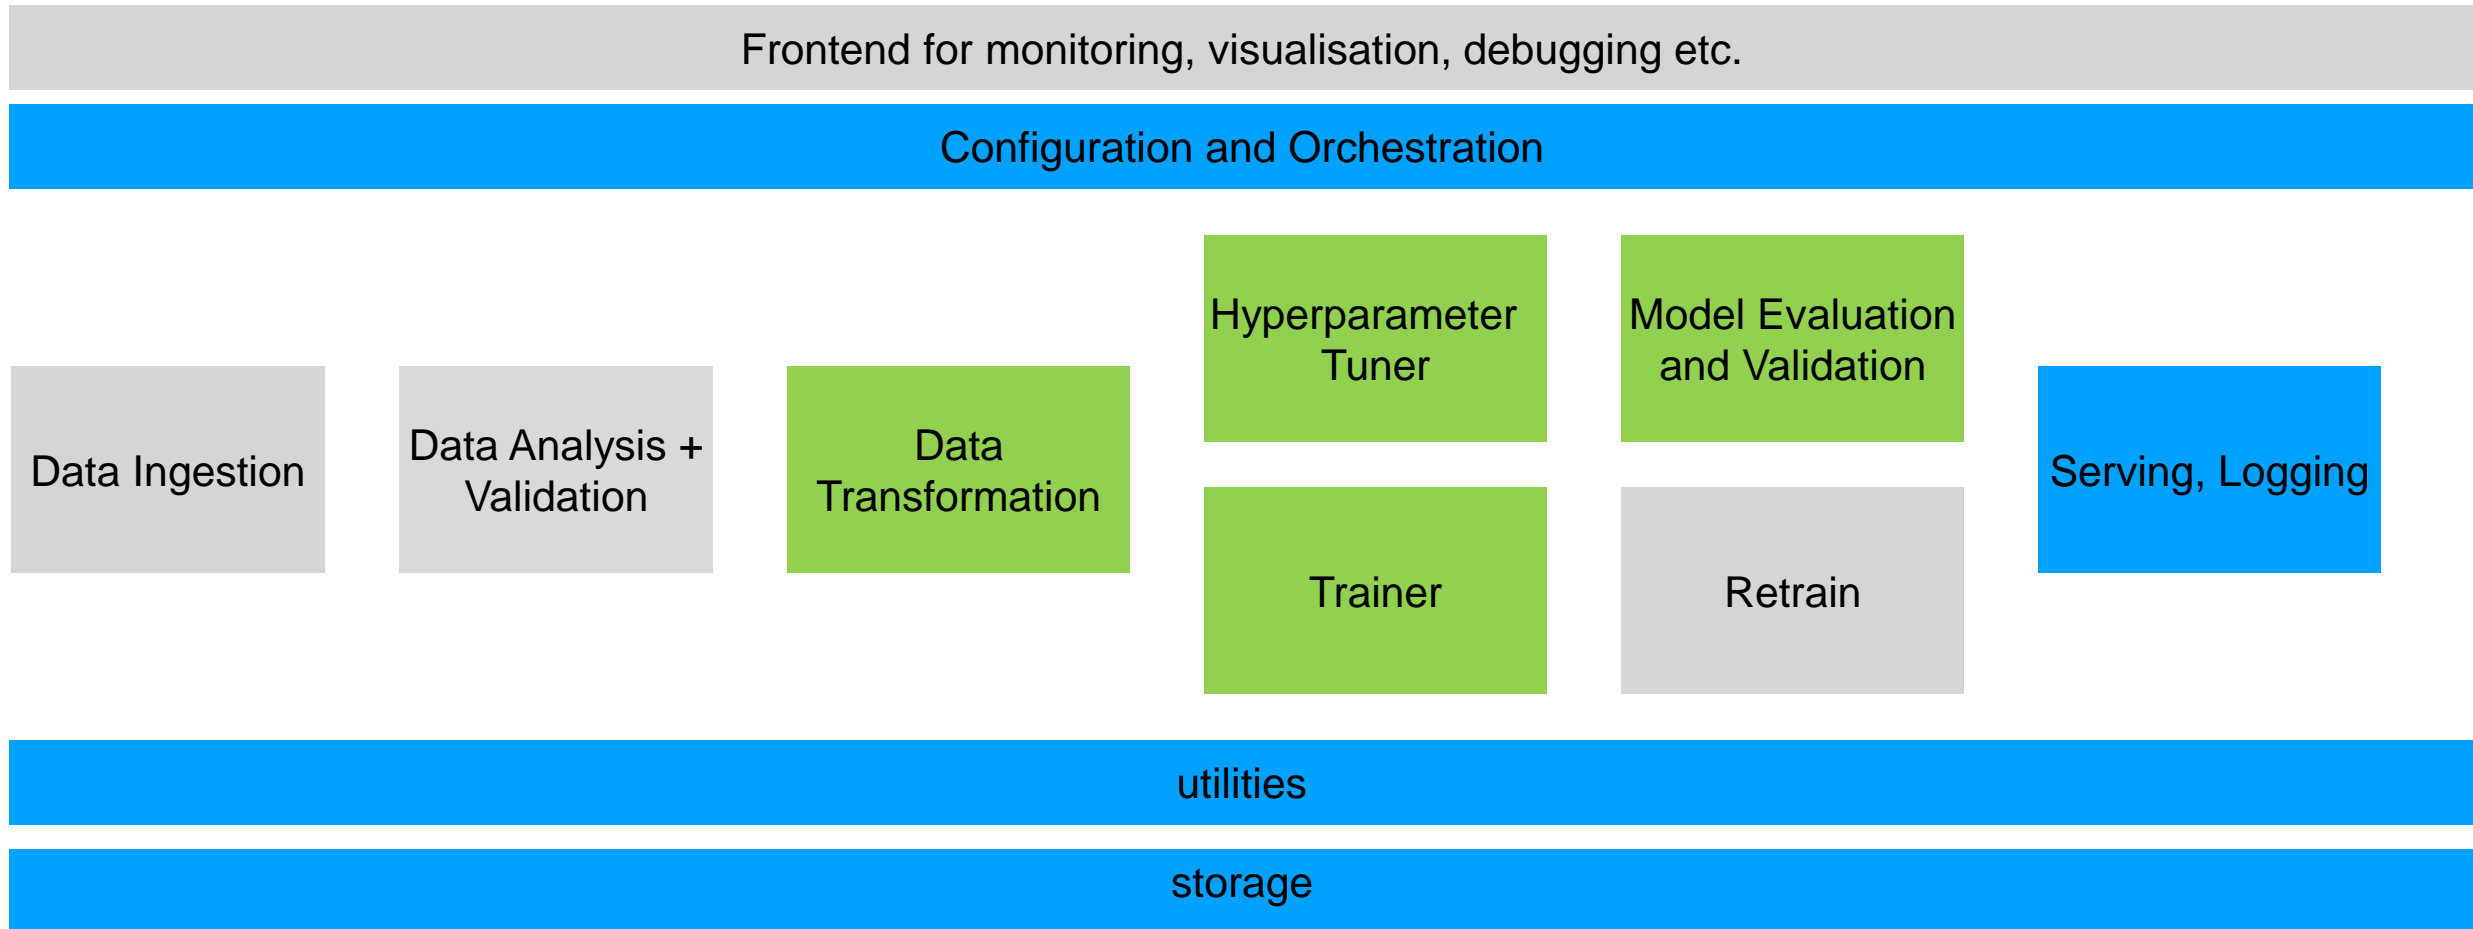 Frontend for monitoring, visualisation, debugging etc.
Configuration and Orchestration
Data Ingestion
Data Analysis +
Validation
Data
Transformation
Hyperparameter
Tuner
Trainer
Model Evaluation
and Validation
Retrain
Serving, Logging
utilities
storage